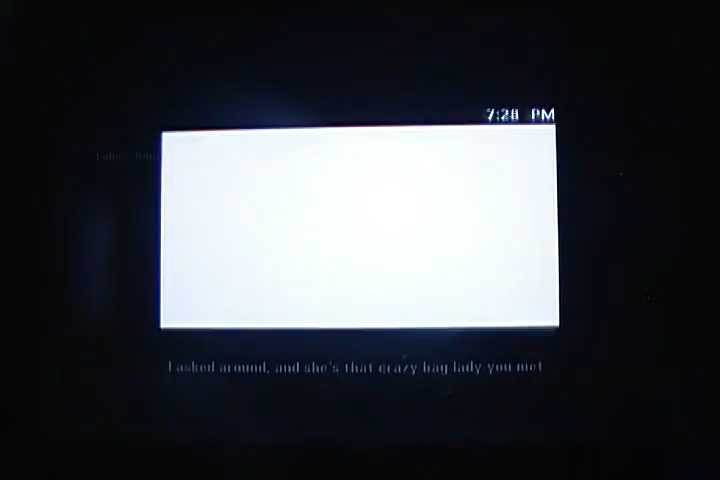 7:28 PM
I asked around, and she's that crazy bag lady you met